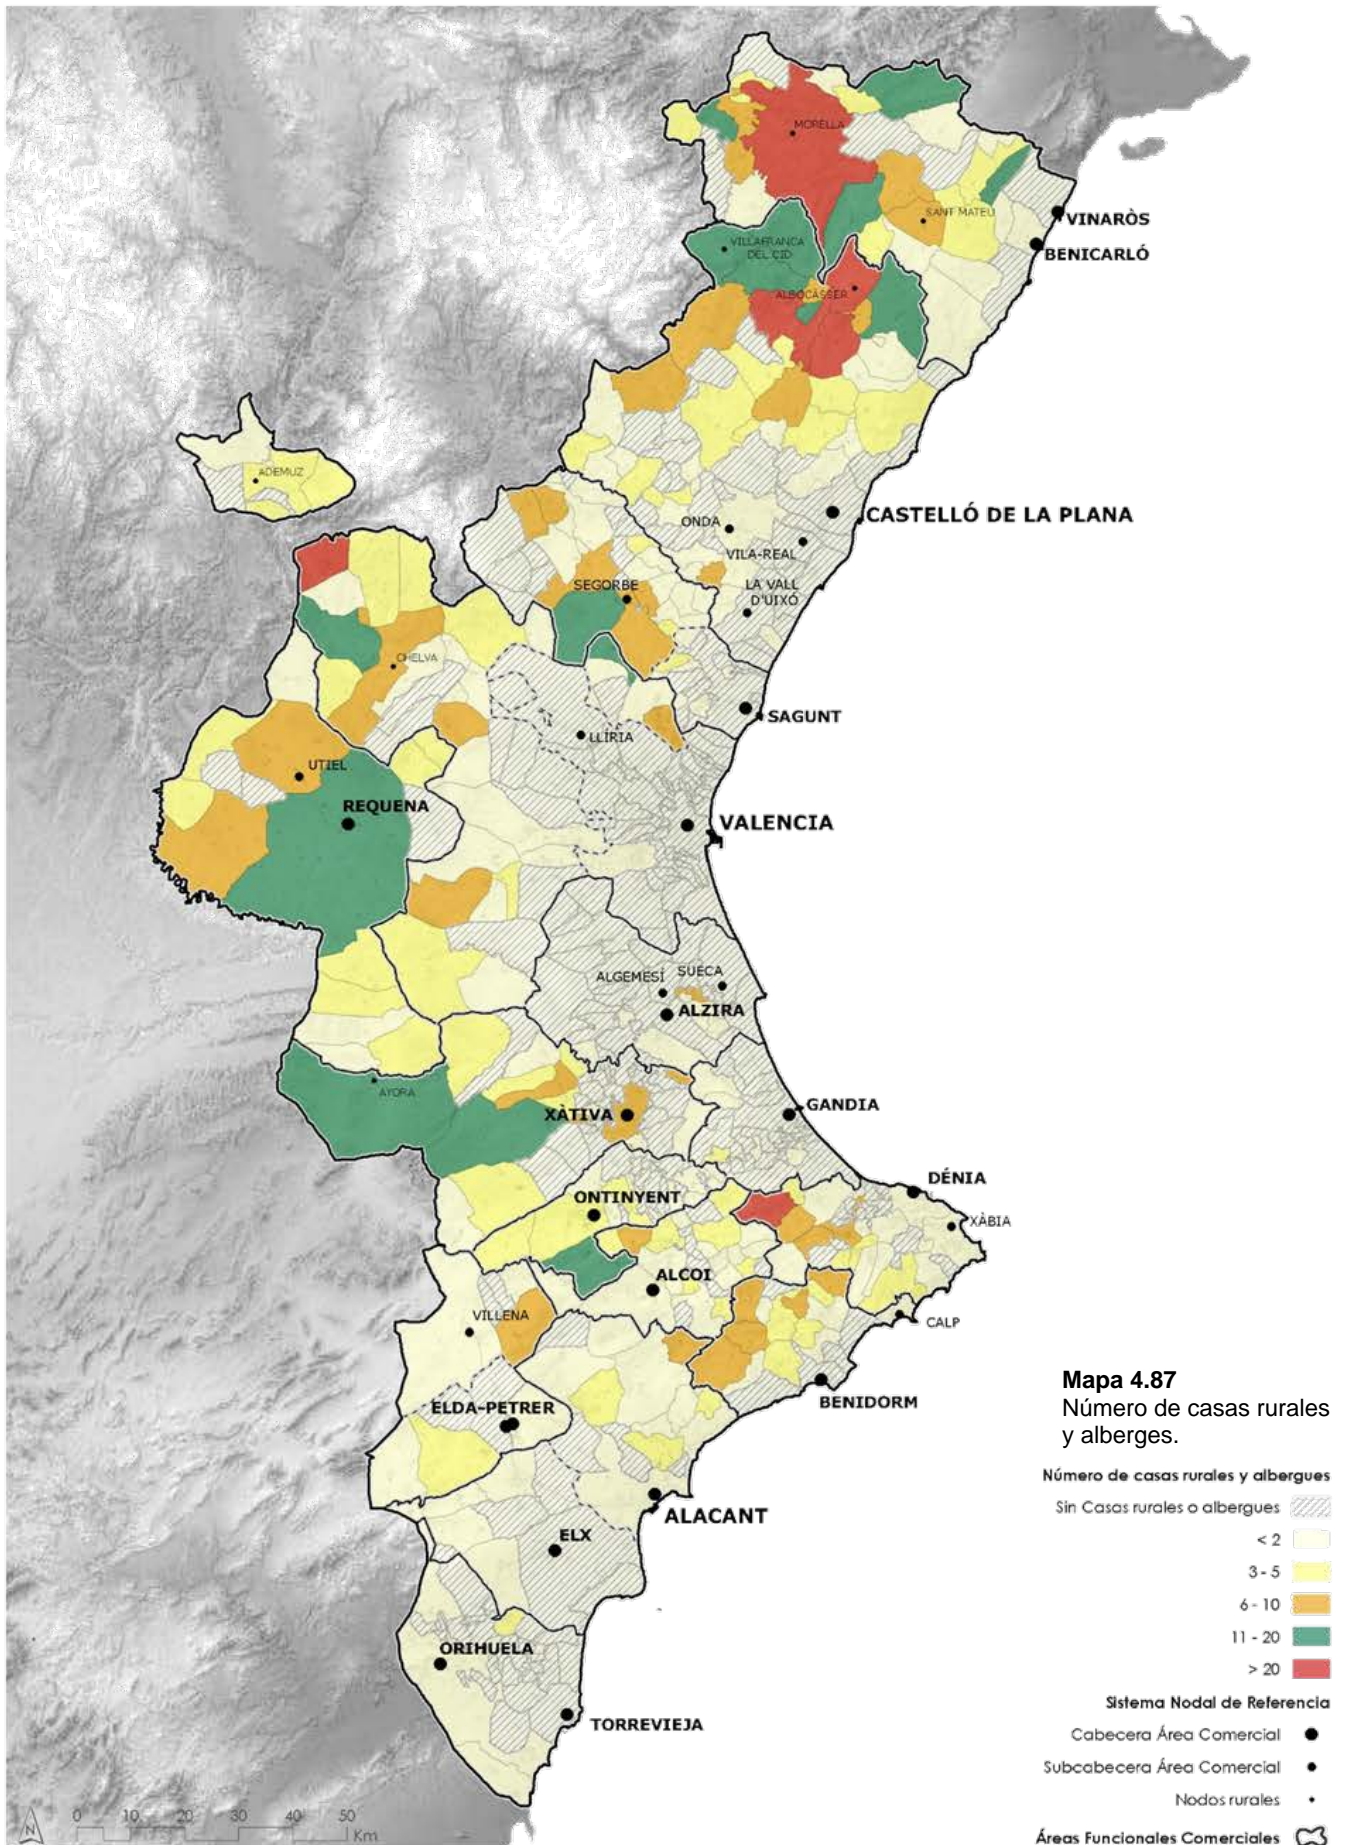 MORELLA
SANT MATEU
VINARÒS
BENICARLÓ
VILLAFRANCA
DEL CID
ALBOCÀSSER
ADEMUZ
ONDA
CASTELLÓ DE LA PLANA
VILA-REAL
SEGORBE
LA VALL
D'UIXÓ
CHELVA
SAGUNT
LLÍRIA
UTIEL
REQUENA
VALENCIA
ALGEMESÍ
SUECA
ALZIRA
AYORA
XÀTIVA
GANDIA
DÉNIA
ONTINYENT
XÀBIA
ALCOI
VILLENA
CALP
BENIDORM
ELDA-PETRER
ALACANT
ELX
ORIHUELA
TORREVIEJA
Mapa 4.87
Número de casas rurales
y alberges.
Número de casas rurales y albergues
Sin Casas rurales o albergues
< 2
3 - 5
6 - 10
11 - 20
> 20
Sistema Nodal de Referencia
Cabecera Área Comercial
Subcabecera Área Comercial
Nodos rurales
Áreas Funcionales Comerciales
N
0 10 20 30 40 50
Km